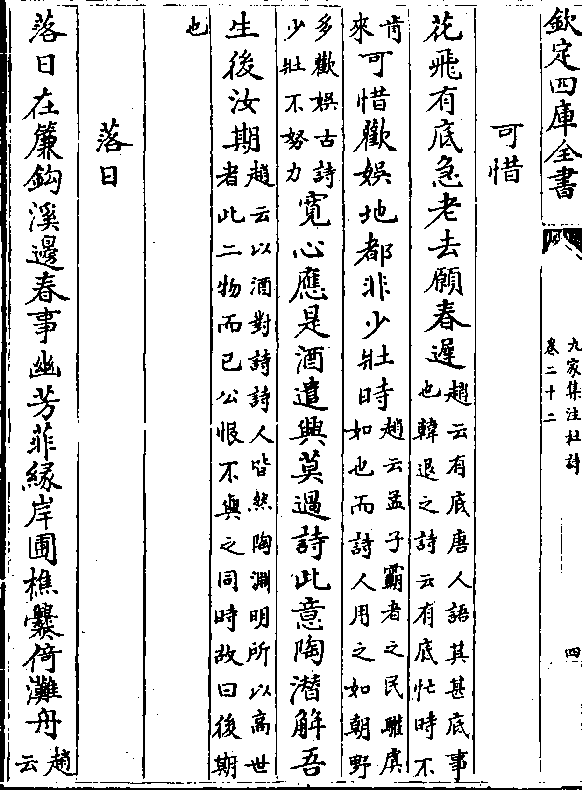 欽定四庫全書
九家集注杜詩
卷二十二
四
可惜
花飛有底急老去願春遲趙云有底唐人語其甚底事
也韓退之詩云有底忙時不
肯
來可惜歡娛地都非少壯時趙云孟子霸者之民驩虞
如也而詩人用之如朝野
多歡娛古詩
少壯不努力寬心應是酒遣興莫過詩此意陶潛解吾
生後汝期趙云以酒對詩詩人皆然陶淵明所以高世
者此二物而已公恨不與之同時故曰後期
也
落日
落日在簾鈎溪邊春事幽芳菲緣岸圃樵爨倚灘舟趙
云